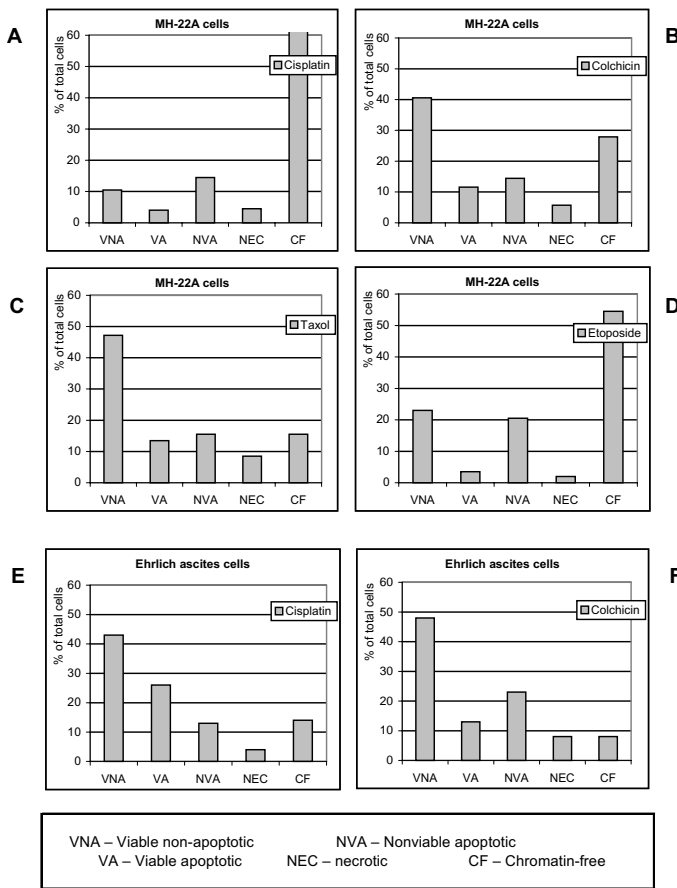 A
MH-22A cells
% of total cells
60
50
40
30
20
10
0
VNA VA NVA NEC CF
Cisplatin
B
MH-22A cells
% of total cells
60
50
40
30
20
10
0
VNA VA NVA NEC CF
Colchicin
C
MH-22A cells
% of total cells
60
50
40
30
20
10
0
VNA VA NVA NEC CF
Taxol
D
MH-22A cells
% of total cells
60
50
40
30
20
10
0
VNA VA NVA NEC CF
Etoposide
E
Ehrlich ascites cells
% of total cells
60
50
40
30
20
10
0
VNA VA NVA NEC CF
Cisplatin
F
Ehrlich ascites cells
% of total cells
60
50
40
30
20
10
0
VNA VA NVA NEC CF
Colchicin
VNA – Viable non-apoptotic NVA – Nonviable apoptotic
VA – Viable apoptotic NEC – necrotic CF – Chromatin-free